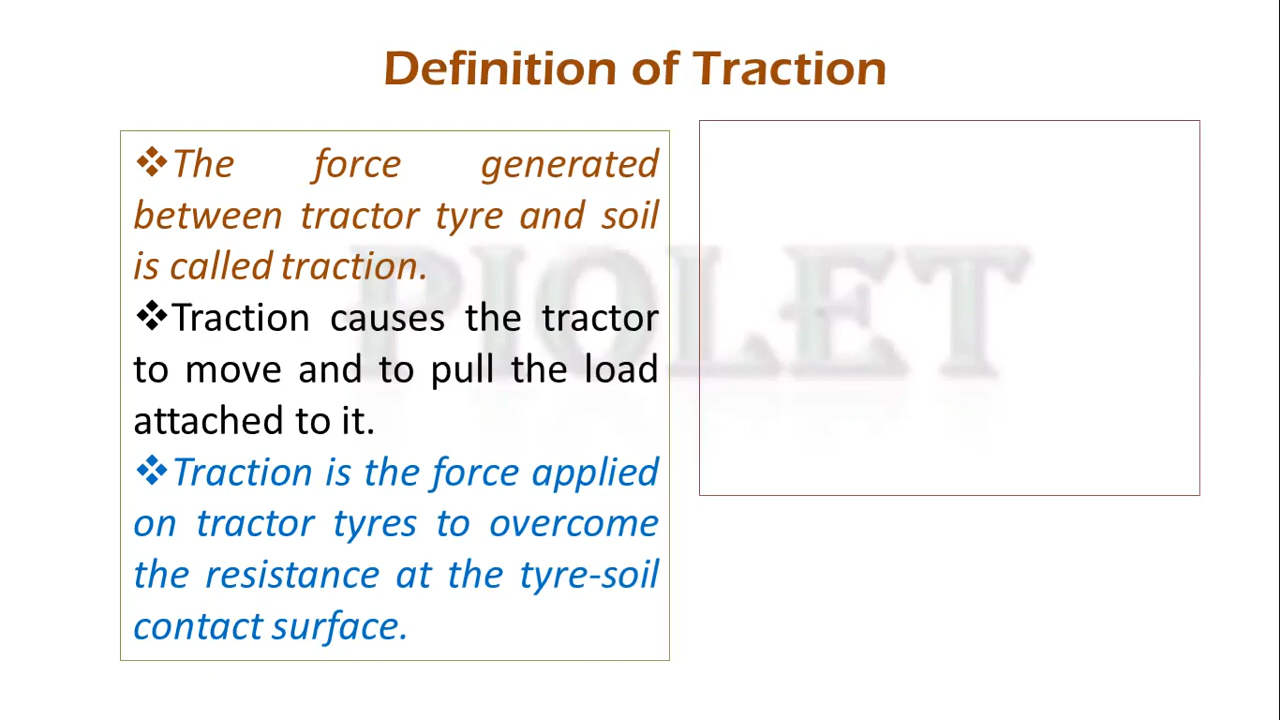 Definition of Traction
❖The force generated
between tractor tyre and soil
is called traction.
❖Traction causes the tractor
to move and to pull the load
attached to it.
❖Traction is the force applied
on tractor tyres to overcome
the resistance at the tyre-soil
contact surface.
PIOLET